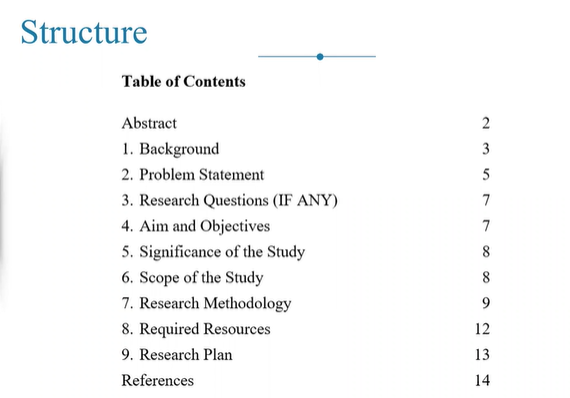 Structure
Table of Contents
Abstract 2
1. Background 3
2. Problem Statement 5
3. Research Questions (IF ANY) 7
4. Aim and Objectives 7
5. Significance of the Study 8
6. Scope of the Study 8
7. Research Methodology 9
8. Required Resources 12
9. Research Plan 13
References 14